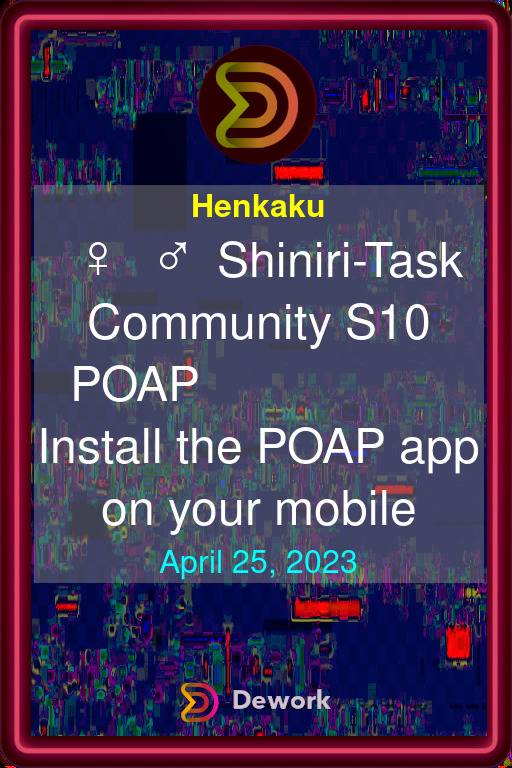 Henkaku
♀ ♂ Shiniri-Task
Community S10
POAP
Install the POAP app
on your mobile
April 25, 2023
Dework